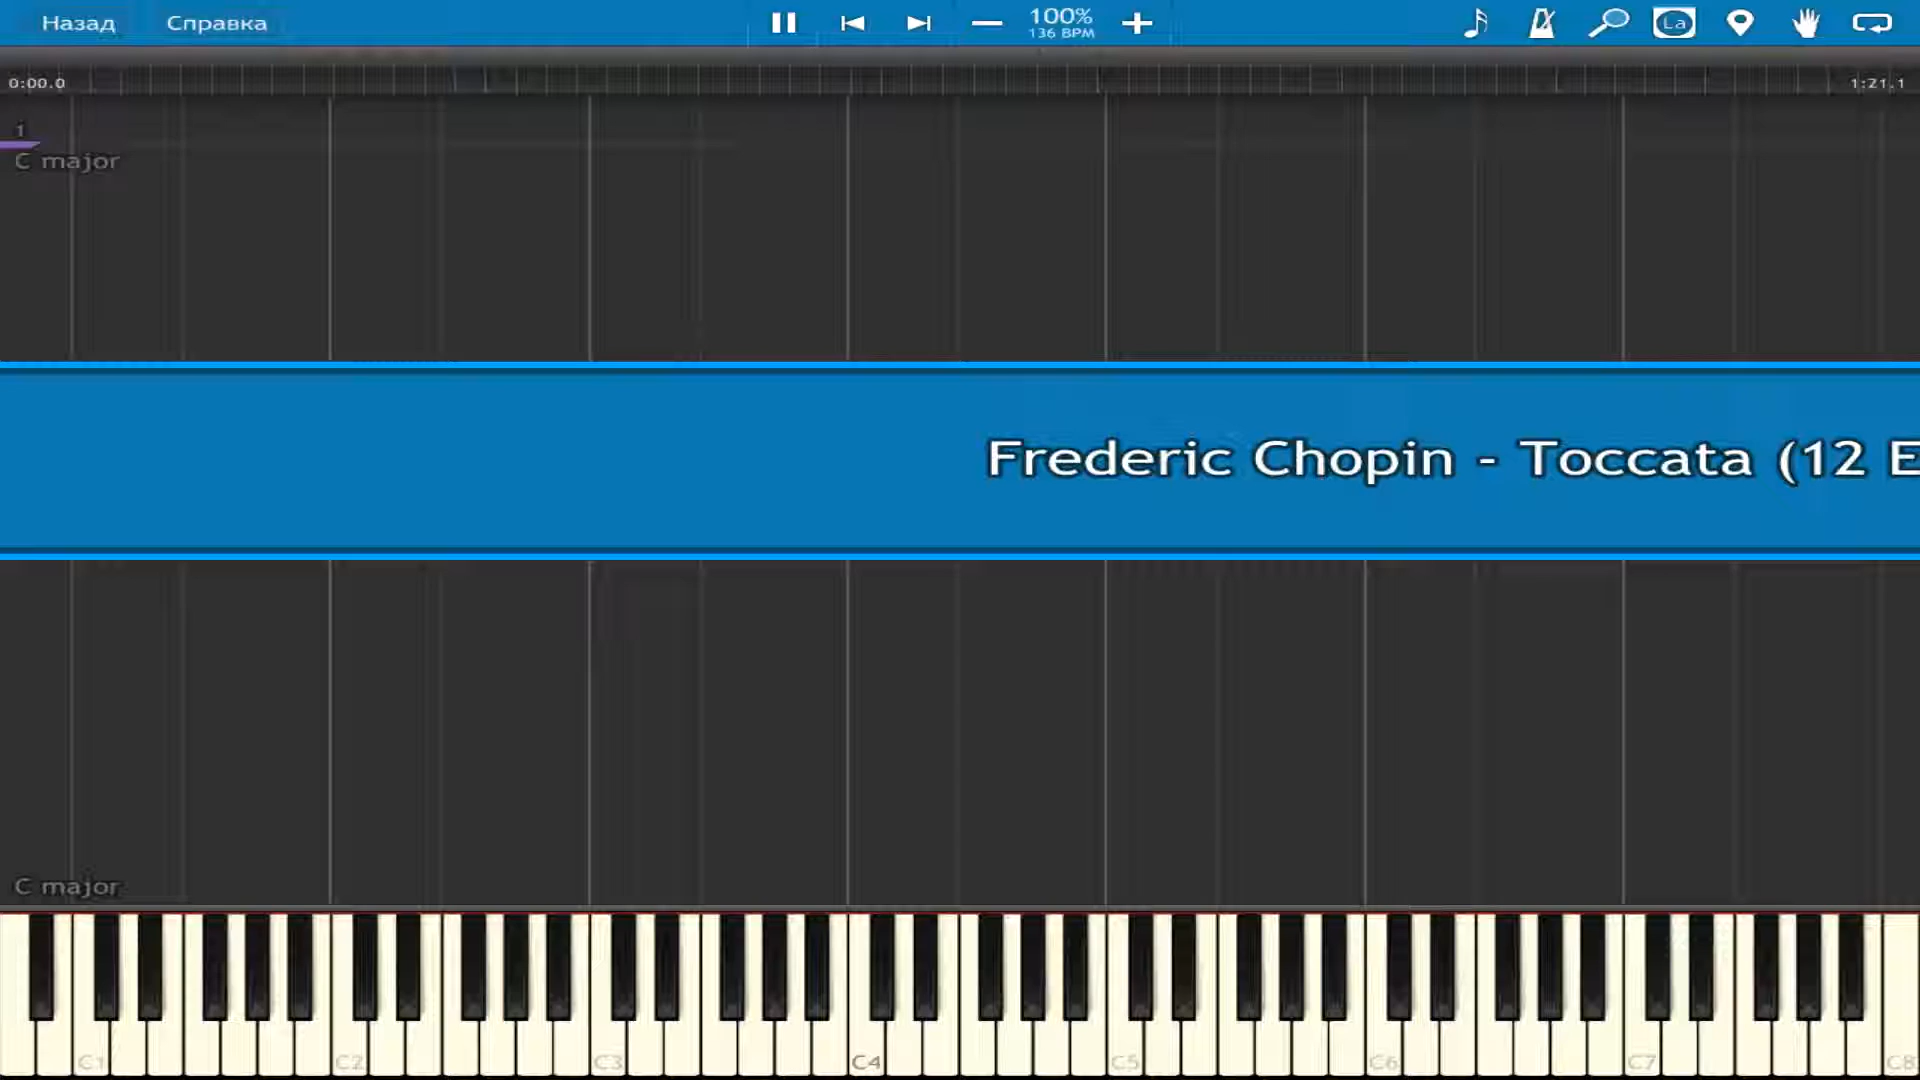 Назад Справка 100% 136 BPM La
0:00.0 1:21.1
1
C major
Frederic Chopin - Toccata (12 E
C major
C1 C2 C3 C4 C5 C6 C7 C8